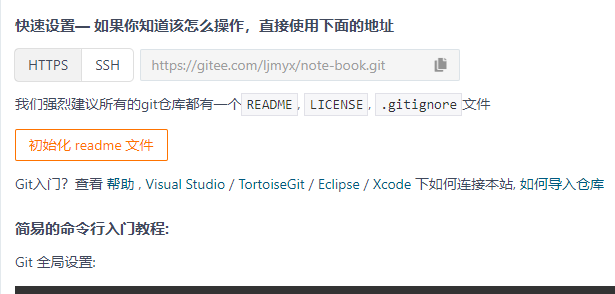 快速设置— 如果你知道该怎么操作，直接使用下面的地址
HTTPS SSH https://gitee.com/ljmyx/note-book.git
我们强烈建议所有的git仓库都有一个 README, LICENSE, .gitignore 文件
初始化 readme 文件
Git入门？查看 帮助 , Visual Studio / TortoiseGit / Eclipse / Xcode 下如何连接本站, 如何导入仓库
简易的命令行入门教程:
Git 全局设置: